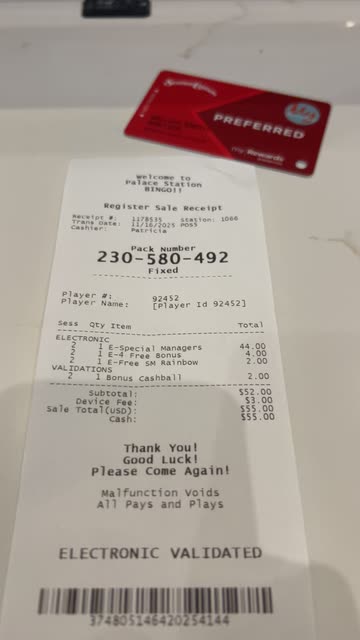 Station Casinos
PREFERRED
my Rewards
Welcome to
Palace Station
BINGO!!
Register Sale Receipt
Receipt #: 1178535 Station: 1068
Trans Date: 11/16/2025 POS5
Cashier: Patricia
Pack Number
230-580-492
Fixed
Player #: 92452
Player Name: [Player Id 92452]
Sess Qty Item Total
ELECTRONIC
2 1 E-Special Managers 44.00
2 1 E-4 Free Bonus 4.00
2 1 E-Free SM Rainbow 2.00
VALIDATIONS
2 1 Bonus Cashball 2.00
Subtotal: $52.00
Device Fee: $3.00
Sale Total(USD): $55.00
Cash: $55.00
Thank You!
Good Luck!
Please Come Again!
Malfunction Voids
All Pays and Plays
ELECTRONIC VALIDATED
374805146420254144